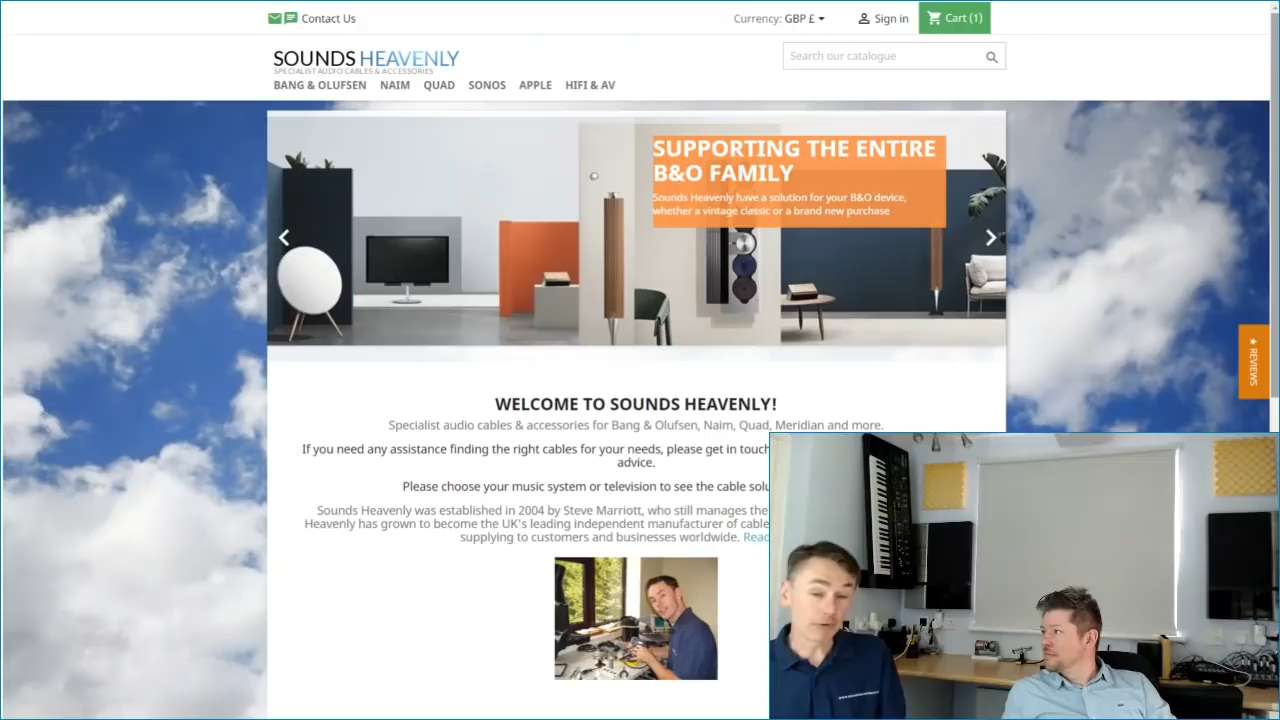 Contact Us
Currency: GBP £
Sign in
Cart (1)
SOUNDS HEAVENLY
SPECIALIST AUDIO CABLES & ACCESSORIES
Search our catalogue
BANG & OLUFSEN NAIM QUAD SONOS APPLE HIFI & AV
SUPPORTING THE ENTIRE
B&O FAMILY
Sounds Heavenly have a solution for your B&O device,
whether a vintage classic or a brand new purchase
★ REVIEWS
WELCOME TO SOUNDS HEAVENLY!
Specialist audio cables & accessories for Bang & Olufsen, Naim, Quad, Meridian and more.
If you need any assistance finding the right cables for your needs, please get in touch
advice.
Please choose your music system or television to see the cable solu
Sounds Heavenly was established in 2004 by Steve Marriott, who still manages the
Heavenly has grown to become the UK's leading independent manufacturer of cable
supplying to customers and businesses worldwide. Read